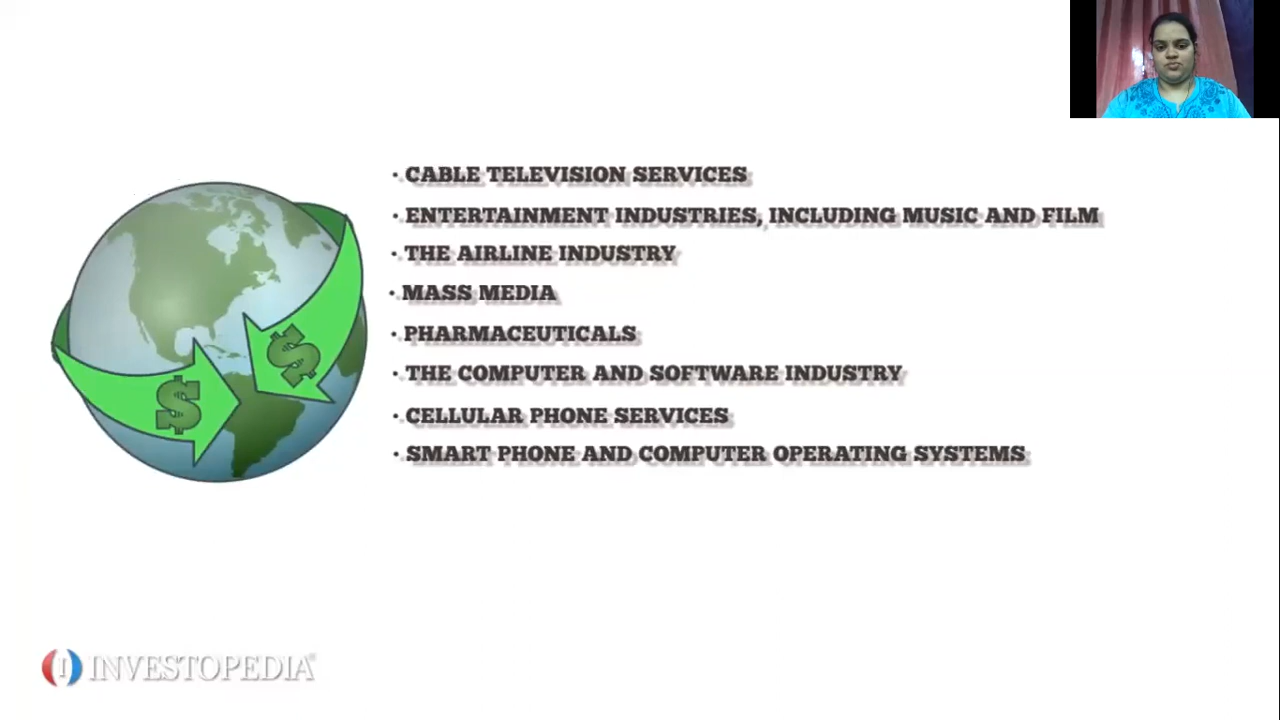 · CABLE TELEVISION SERVICES
· ENTERTAINMENT INDUSTRIES, INCLUDING MUSIC AND FILM
· THE AIRLINE INDUSTRY
· MASS MEDIA
· PHARMACEUTICALS
· THE COMPUTER AND SOFTWARE INDUSTRY
· CELLULAR PHONE SERVICES
· SMART PHONE AND COMPUTER OPERATING SYSTEMS
$ $
INVESTOPEDIA®